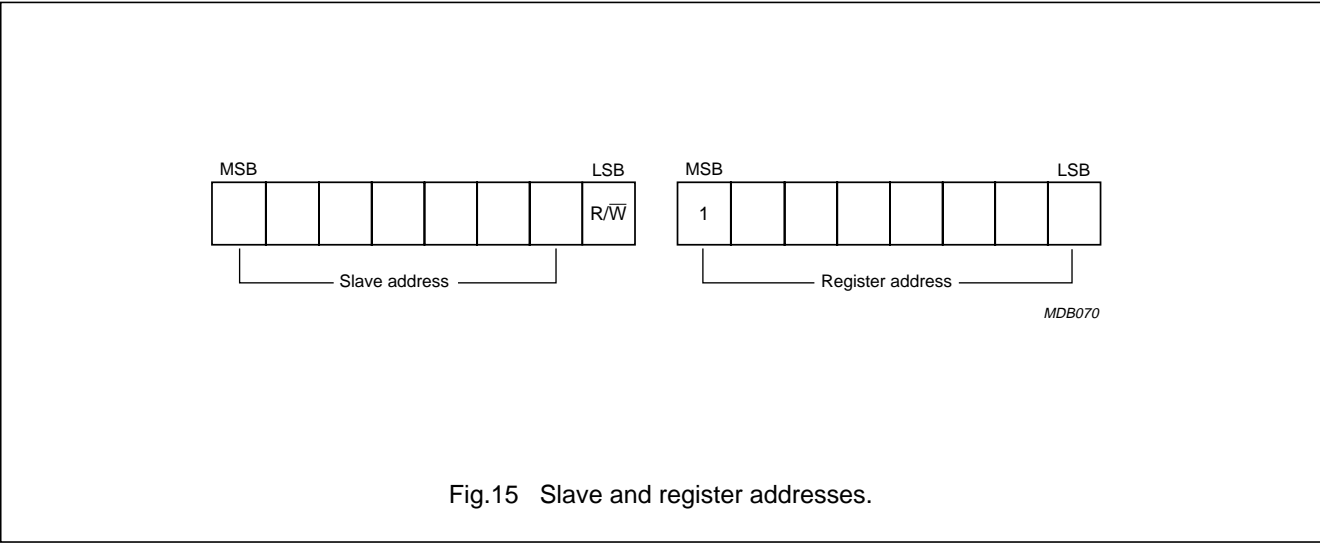 MSB LSB MSB LSB
R/W̅ 1
Slave address Register address
MDB070
Fig.15 Slave and register addresses.